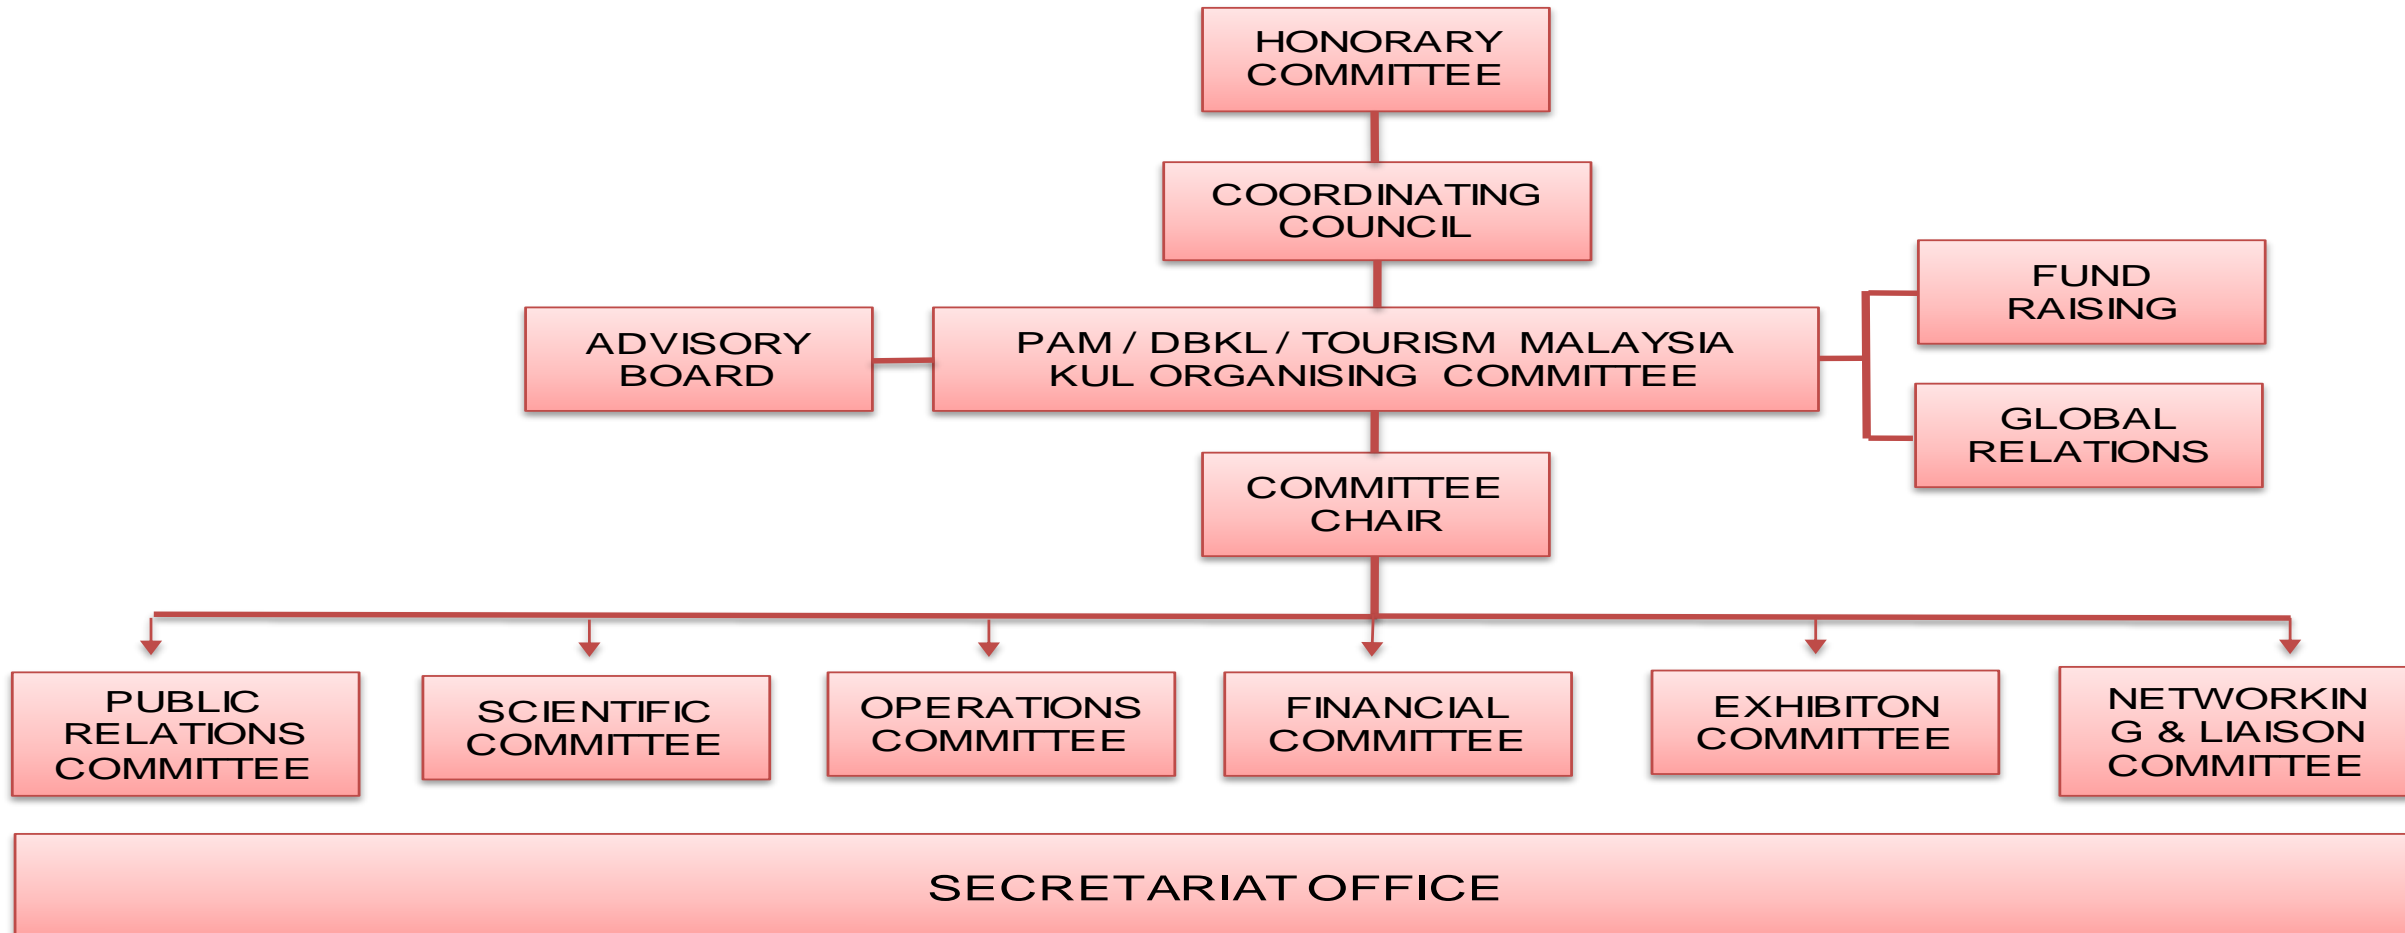 HONORARY
COMMITTEE
COORDINATING
COUNCIL
FUND
RAISING
ADVISORY
BOARD
PAM / DBKL / TOURISM MALAYSIA
KUL ORGANISING COMMITTEE
GLOBAL
RELATIONS
COMMITTEE
CHAIR
PUBLIC
RELATIONS
COMMITTEE
SCIENTIFIC
COMMITTEE
OPERATIONS
COMMITTEE
FINANCIAL
COMMITTEE
EXHIBITON
COMMITTEE
NETWORKIN
G & LIAISON
COMMITTEE
SECRETARIAT OFFICE